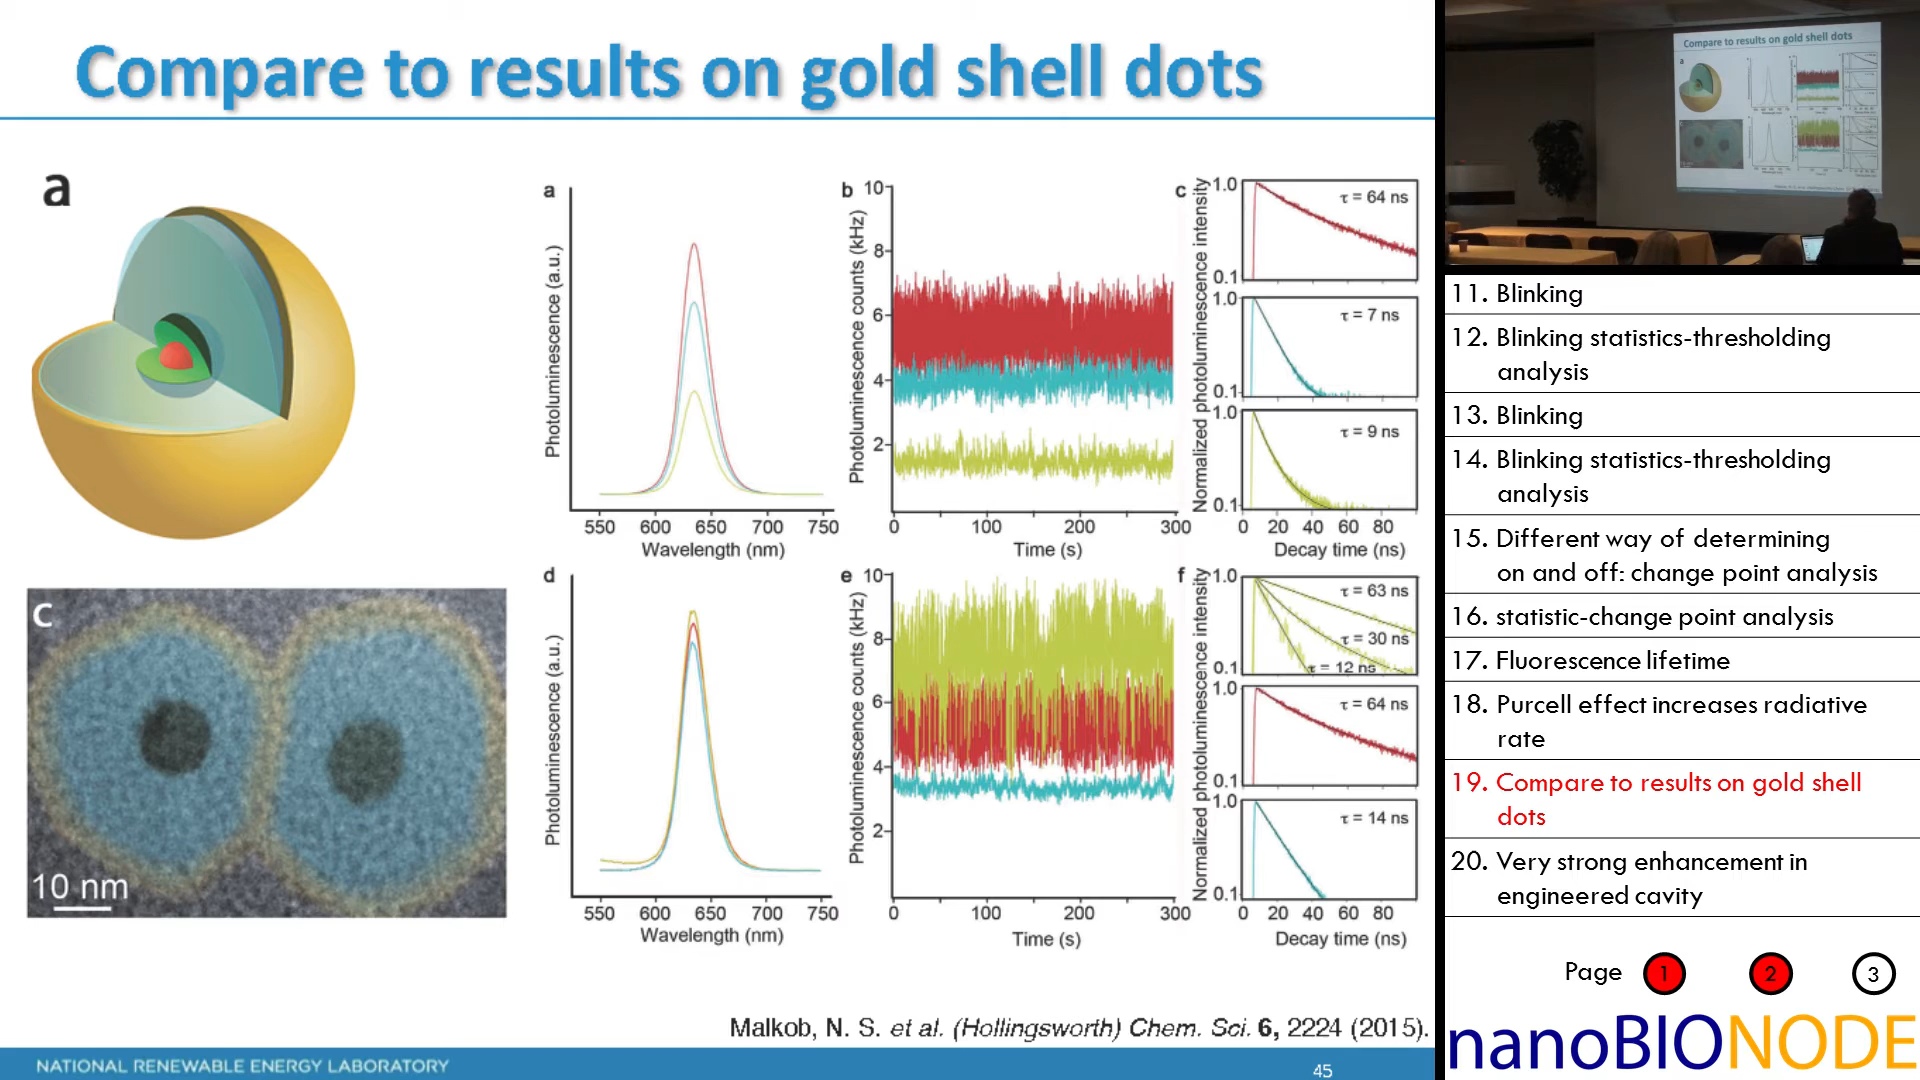 Compare to results on gold shell dots
a
c
10 nm
a
Photoluminescence (a.u.)
550 600 650 700 750
Wavelength (nm)
b
Photoluminescence counts (kHz)
10
8
6
4
2
0 100 200 300
Time (s)
c
Normalized photoluminescence intensity
1.0
τ = 64 ns
0.1
1.0
τ = 7 ns
0.1
1.0
τ = 9 ns
0.1
0 20 40 60 80
Decay time (ns)
d
Photoluminescence (a.u.)
550 600 650 700 750
Wavelength (nm)
e
Photoluminescence counts (kHz)
10
8
6
4
2
0 100 200 300
Time (s)
f
Normalized photoluminescence intensity
1.0
τ = 63 ns
τ = 30 ns
τ = 12 ns
0.1
1.0
τ = 64 ns
0.1
1.0
τ = 14 ns
0.1
0 20 40 60 80
Decay time (ns)
Malkob, N. S. et al. (Hollingsworth) Chem. Sci. 6, 2224 (2015).
NATIONAL RENEWABLE ENERGY LABORATORY
45
Compare to results on gold shell dots
11. Blinking
12. Blinking statistics-thresholding
analysis
13. Blinking
14. Blinking statistics-thresholding
analysis
15. Different way of determining
on and off: change point analysis
16. statistic-change point analysis
17. Fluorescence lifetime
18. Purcell effect increases radiative
rate
19. Compare to results on gold shell
dots
20. Very strong enhancement in
engineered cavity
Page 1 2 3
nanoBIONODE